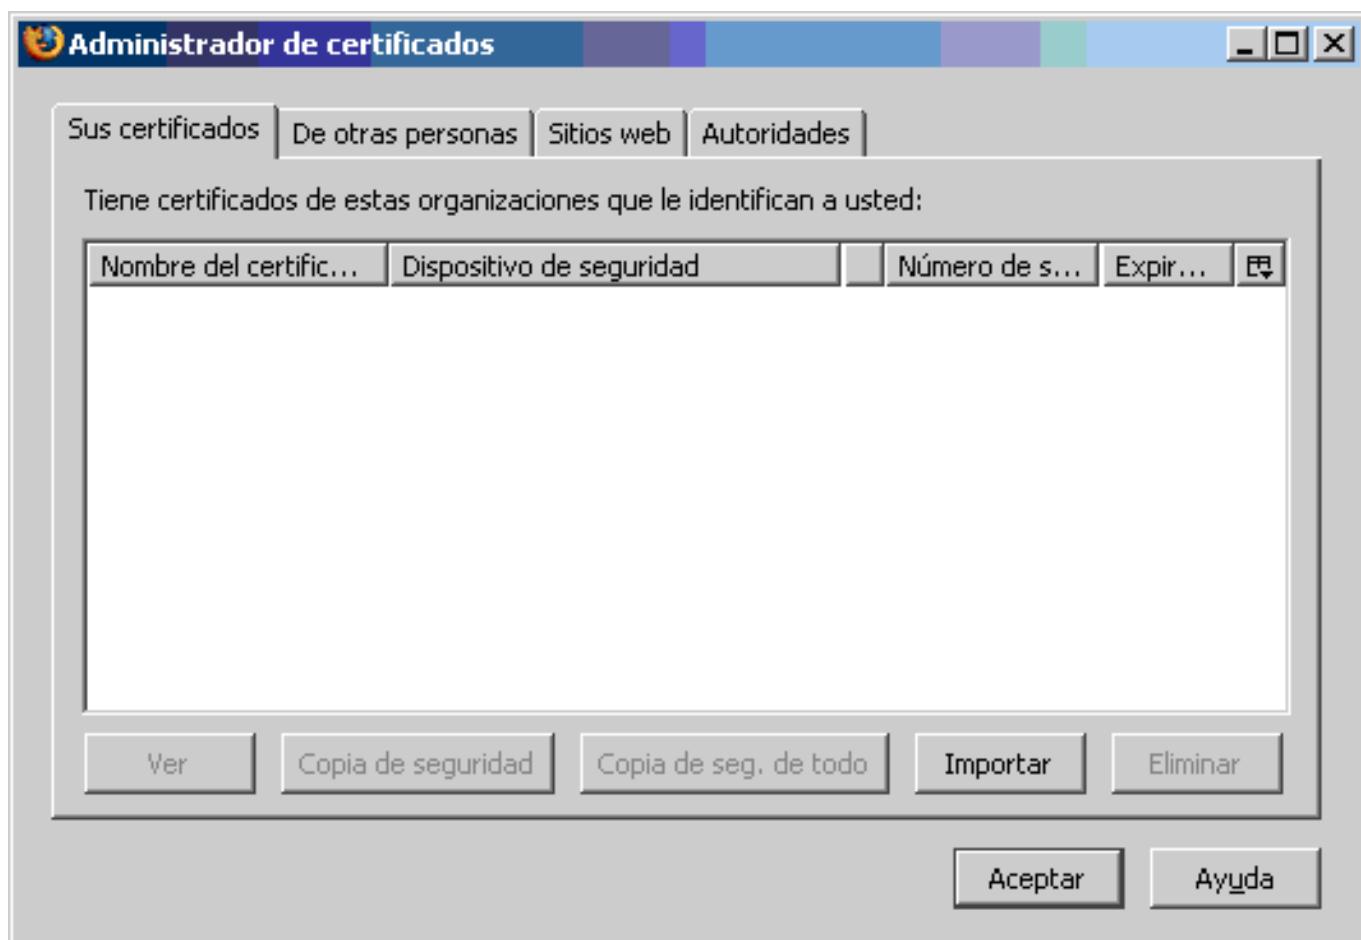 Administrador de certificados
Sus certificados De otras personas Sitios web Autoridades
Tiene certificados de estas organizaciones que le identifican a usted:
Nombre del certific... Dispositivo de seguridad Número de s... Expir...
Ver Copia de seguridad Copia de seg. de todo Importar Eliminar
Aceptar Ayuda